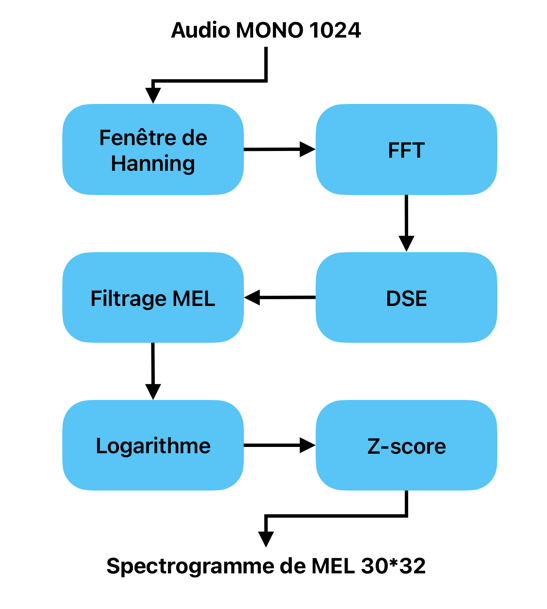 Audio MONO 1024
Fenêtre de
Hanning
FFT
DSE
Filtrage MEL
Logarithme
Z-score
Spectrogramme de MEL 30*32